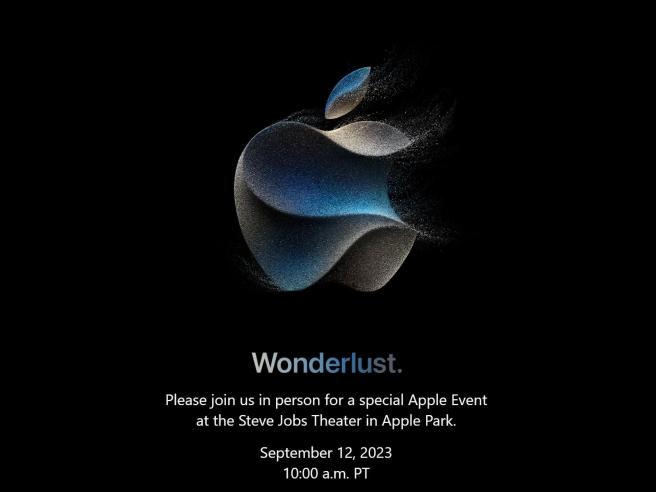 Wonderlust.
Please join us in person for a special Apple Event
at the Steve Jobs Theater in Apple Park.
September 12, 2023
10:00 a.m. PT